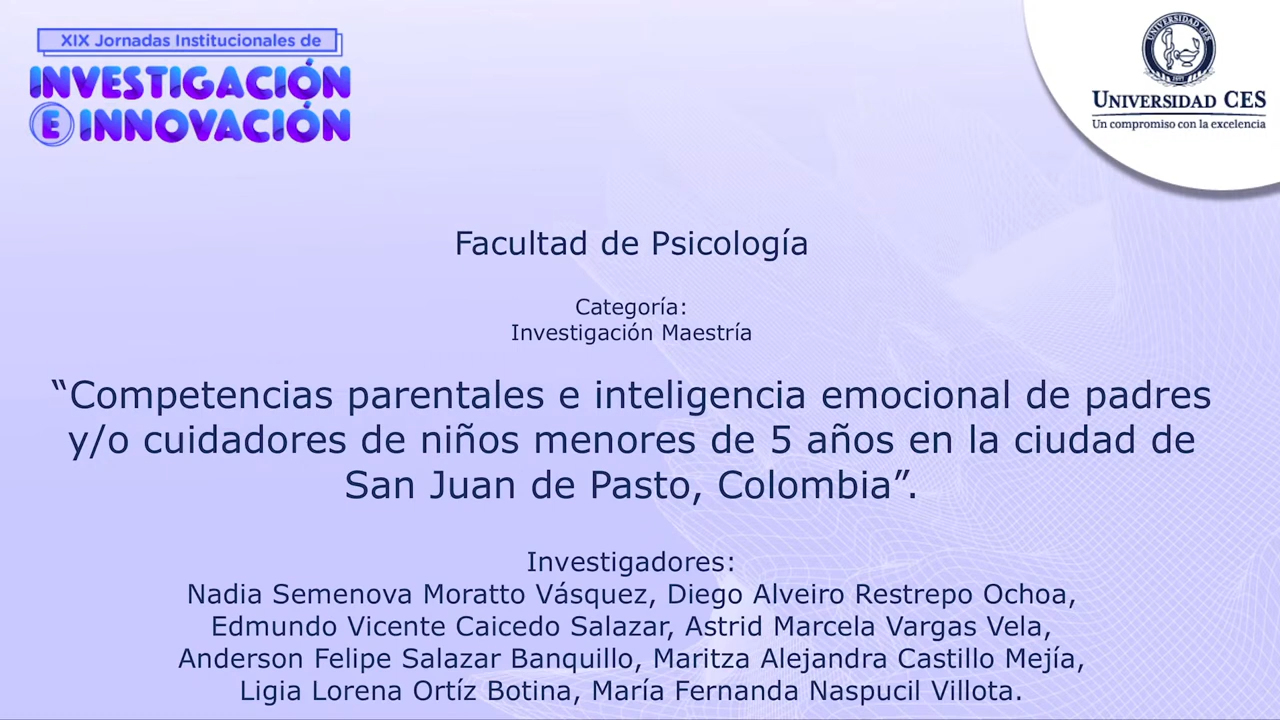 XIX Jornadas Institucionales de
INVESTIGACIÓN
E INNOVACIÓN
UNIVERSIDAD CES
UNIVERSIDAD CES
Un compromiso con la excelencia
Facultad de Psicología
Categoría:
Investigación Maestría
“Competencias parentales e inteligencia emocional de padres
y/o cuidadores de niños menores de 5 años en la ciudad de
San Juan de Pasto, Colombia”.
Investigadores:
Nadia Semenova Moratto Vásquez, Diego Alveiro Restrepo Ochoa,
Edmundo Vicente Caicedo Salazar, Astrid Marcela Vargas Vela,
Anderson Felipe Salazar Banquillo, Maritza Alejandra Castillo Mejía,
Ligia Lorena Ortíz Botina, María Fernanda Naspucil Villota.